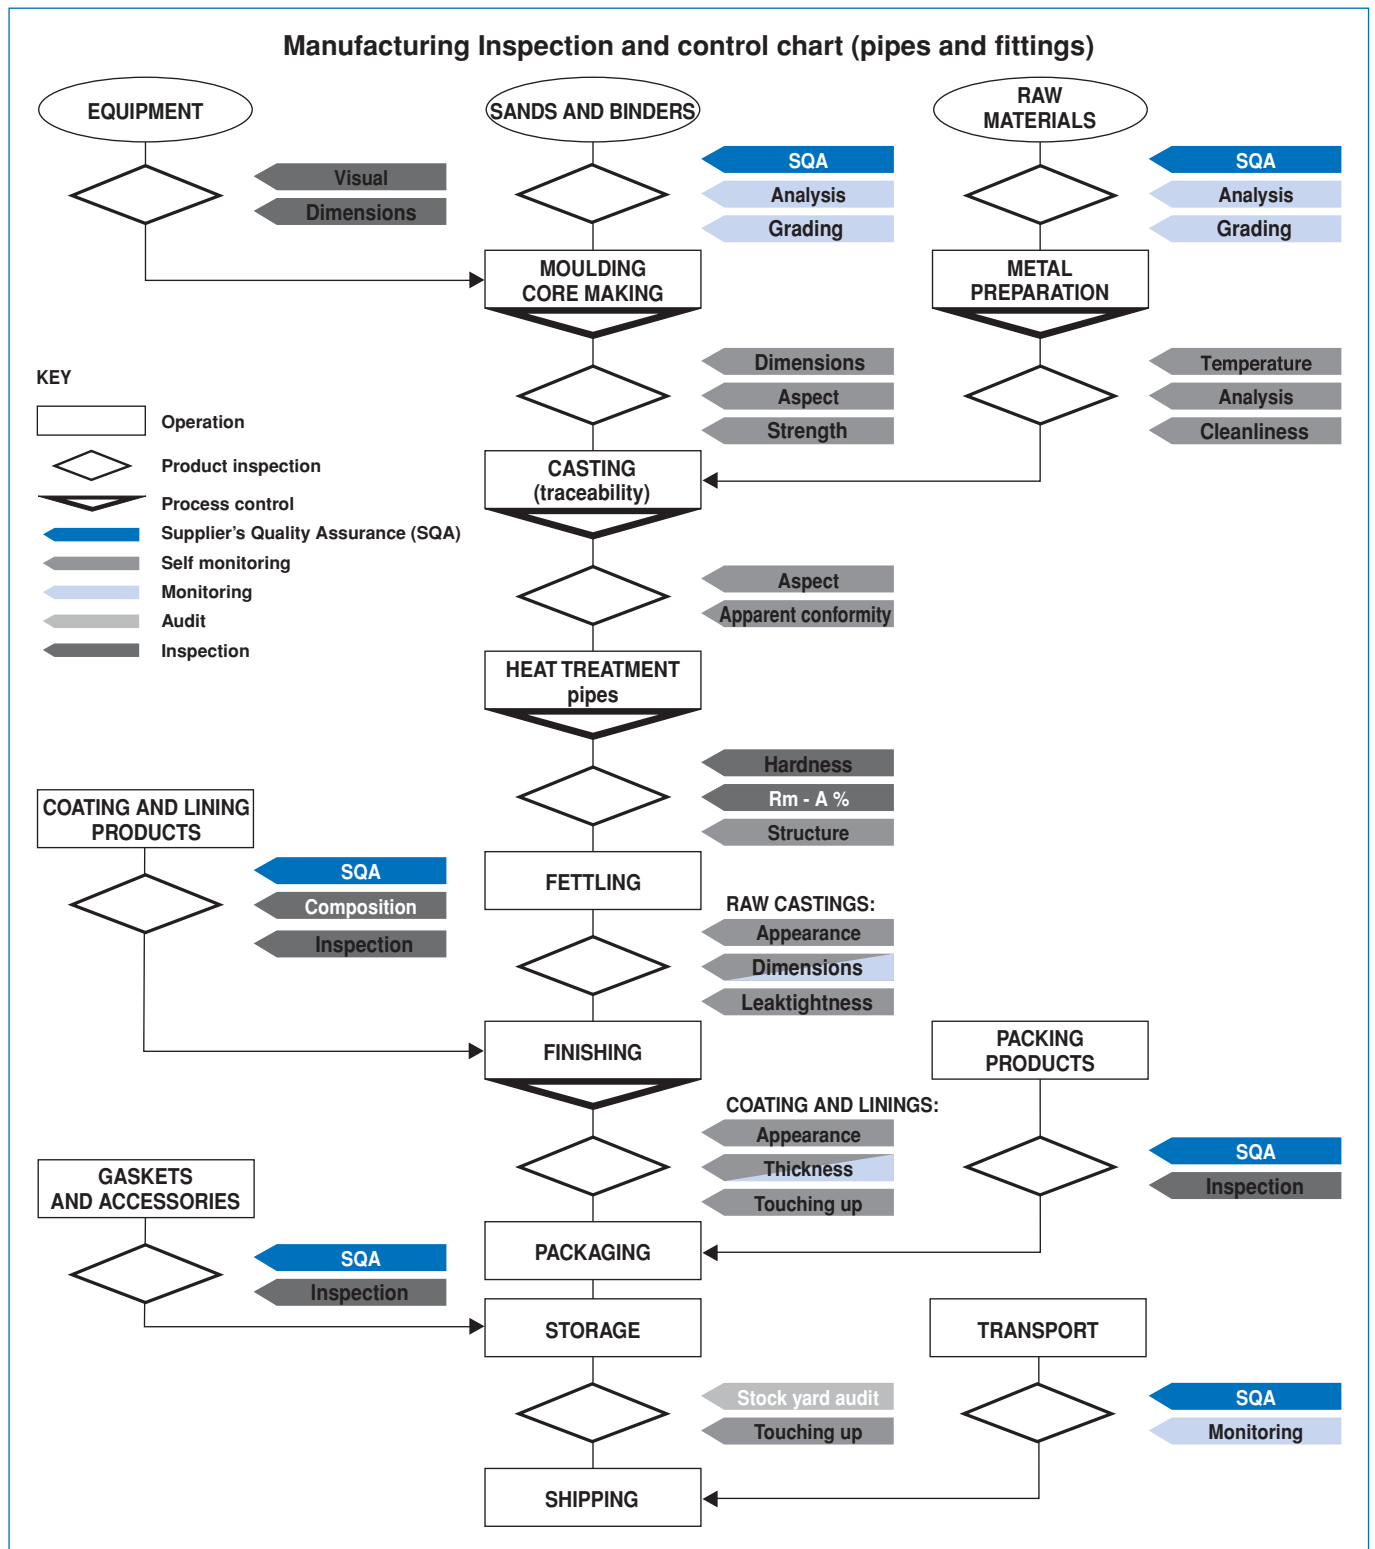 Manufacturing Inspection and control chart (pipes and fittings)
EQUIPMENT
SANDS AND BINDERS
RAW
MATERIALS
Visual
Dimensions
SQA
Analysis
Grading
SQA
Analysis
Grading
MOULDING
CORE MAKING
METAL
PREPARATION
Dimensions
Aspect
Strength
Temperature
Analysis
Cleanliness
KEY
Operation
Product inspection
Process control
Supplier's Quality Assurance (SQA)
Self monitoring
Monitoring
Audit
Inspection
CASTING
(traceability)
Aspect
Apparent conformity
HEAT TREATMENT
pipes
Hardness
Rm - A %
Structure
COATING AND LINING
PRODUCTS
SQA
Composition
Inspection
FETTLING
RAW CASTINGS:
Appearance
Dimensions
Leaktightness
FINISHING
PACKING
PRODUCTS
COATING AND LININGS:
Appearance
Thickness
Touching up
SQA
Inspection
GASKETS
AND ACCESSORIES
SQA
Inspection
PACKAGING
STORAGE
TRANSPORT
Stock yard audit
Touching up
SQA
Monitoring
SHIPPING